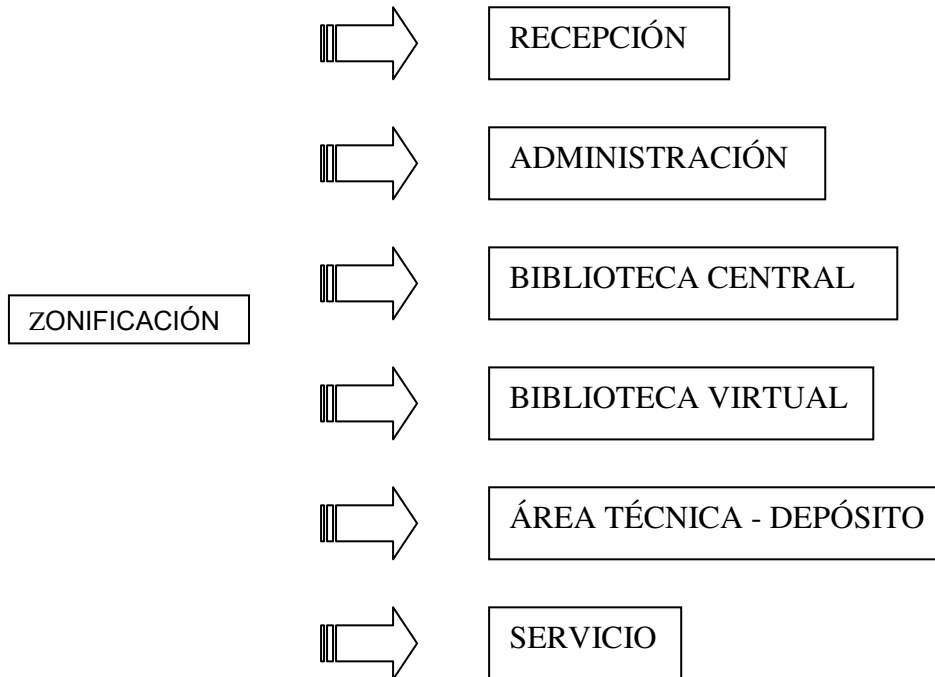 RECEPCIÓN
ADMINISTRACIÓN
BIBLIOTECA CENTRAL
ZONIFICACIÓN
BIBLIOTECA VIRTUAL
ÁREA TÉCNICA - DEPÓSITO
SERVICIO